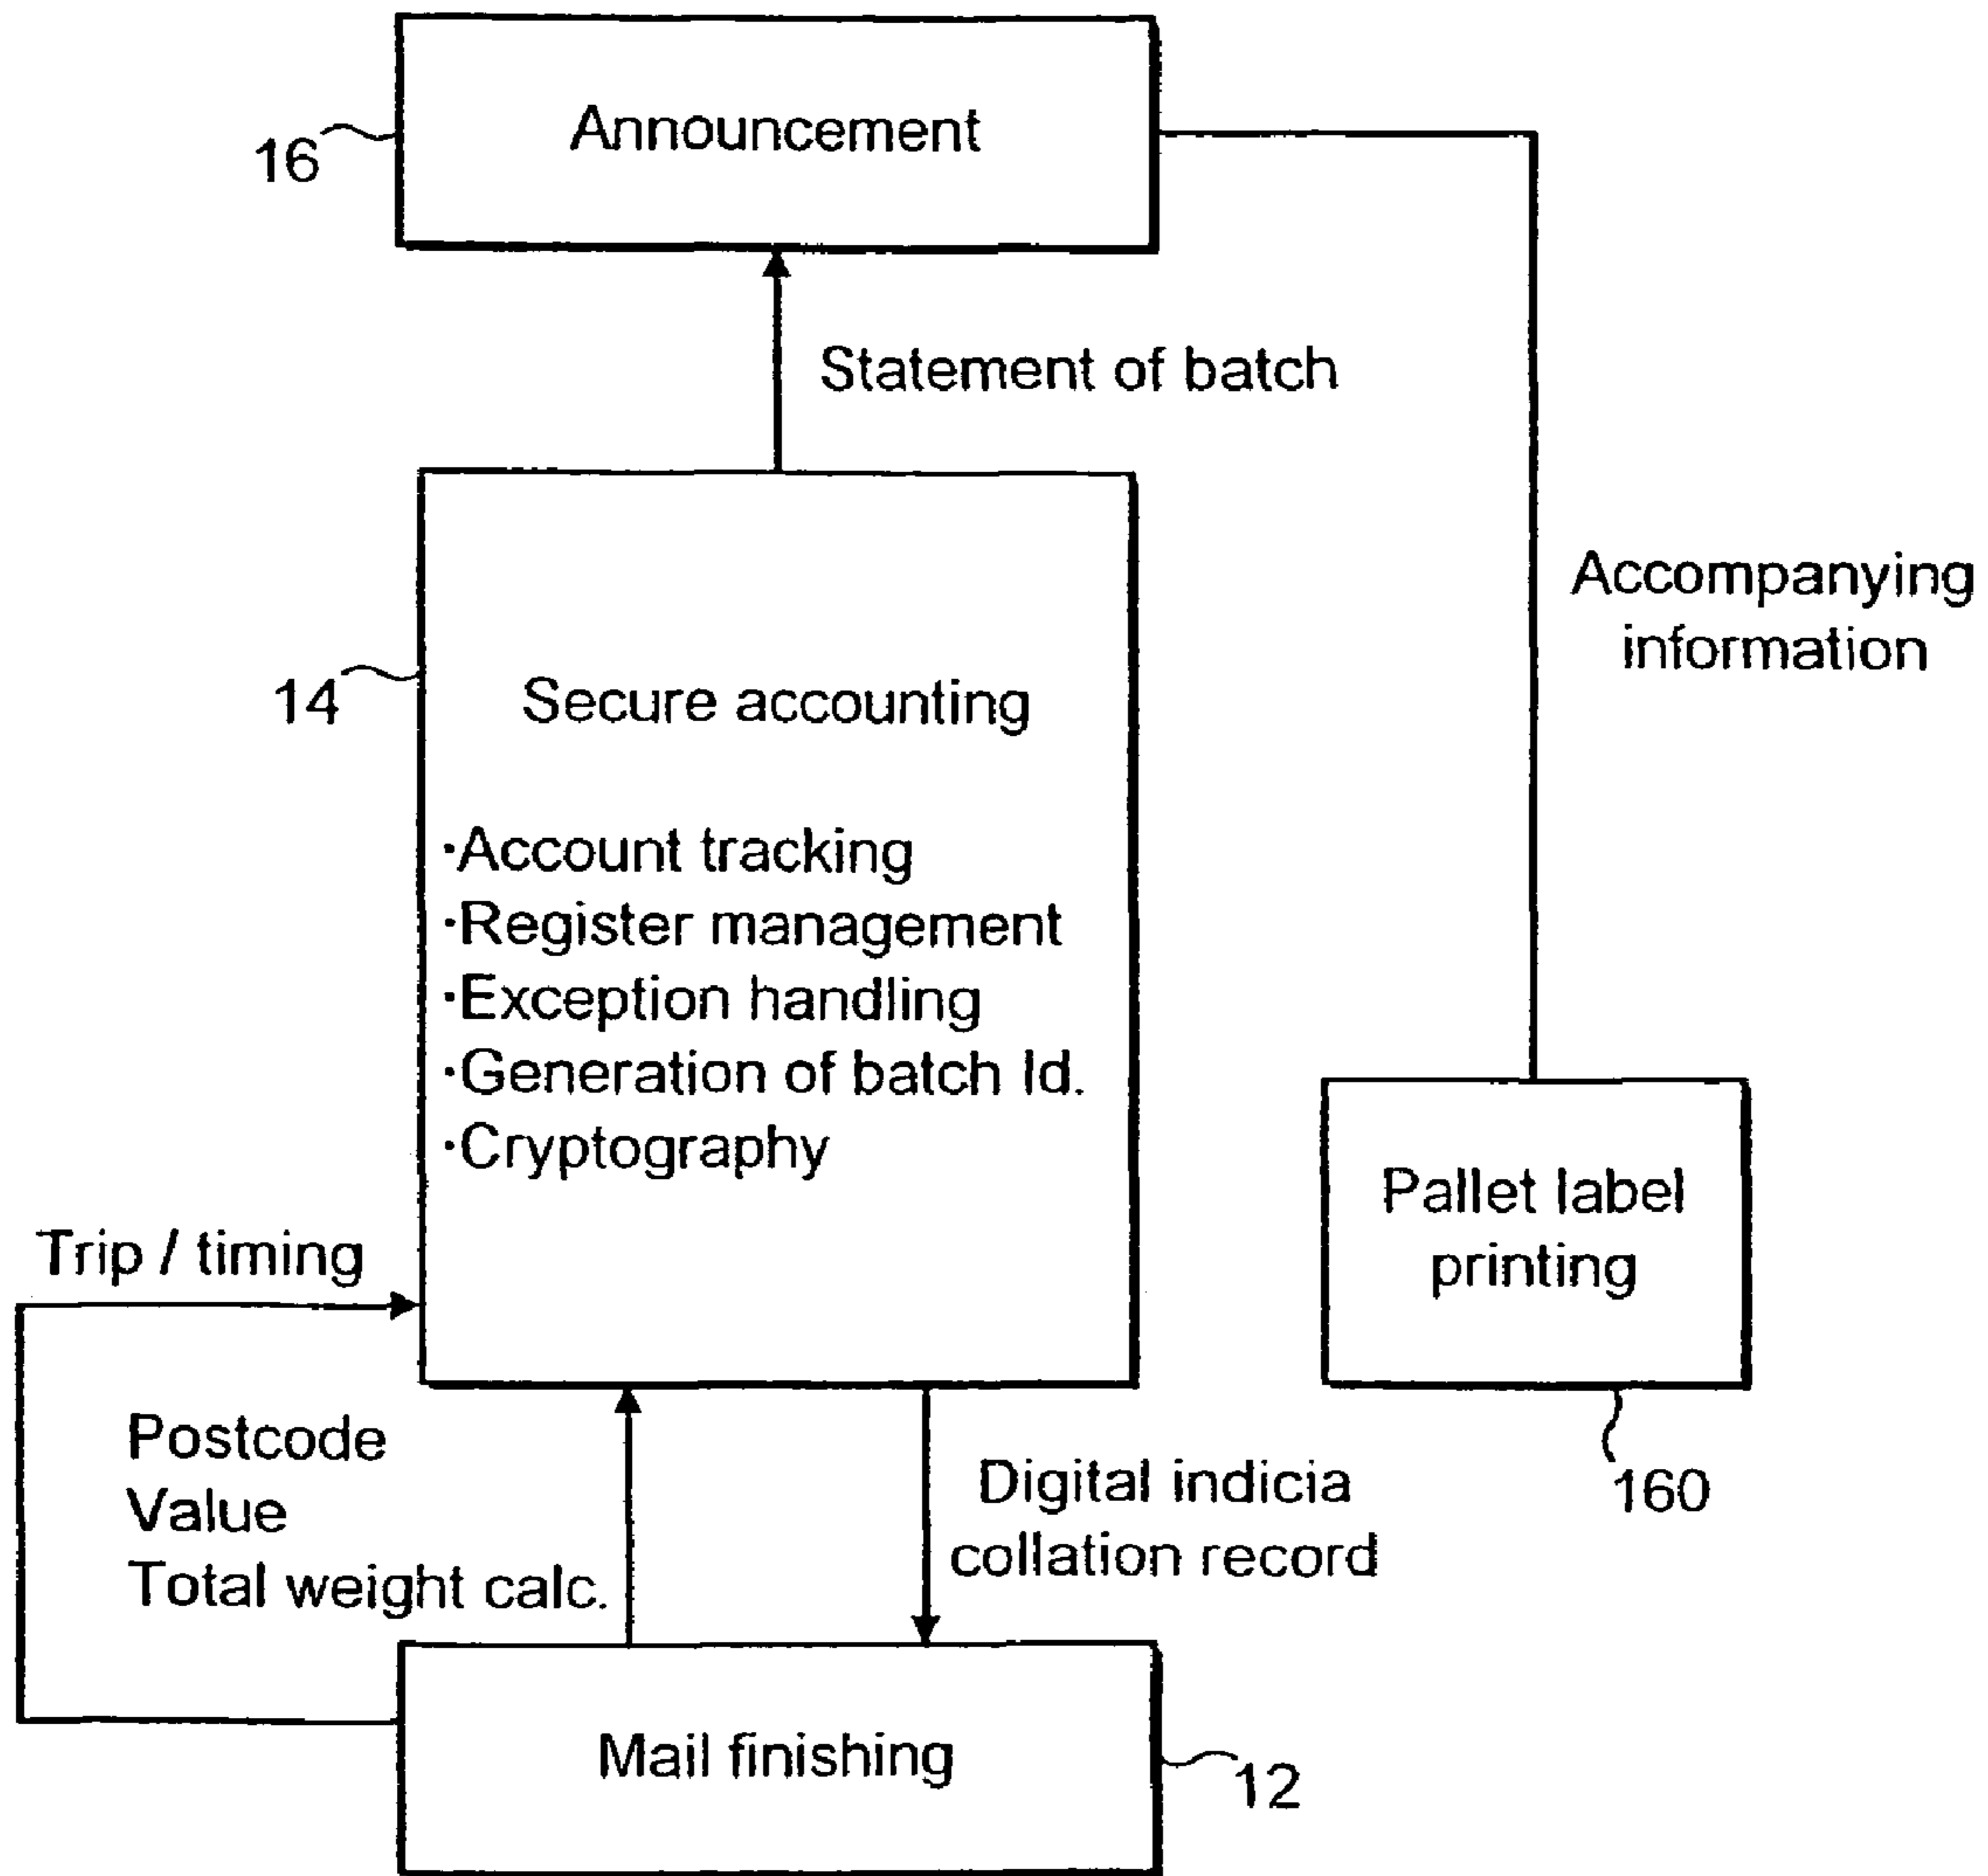 Announcement
16
Statement of batch
Accompanying
information
14
Secure accounting
·Account tracking
·Register management
·Exception handling
·Generation of batch Id.
·Cryptography
Pallet label
printing
160
Trip / timing
Postcode
Value
Total weight calc.
Digital indicia
collation record
Mail finishing
12